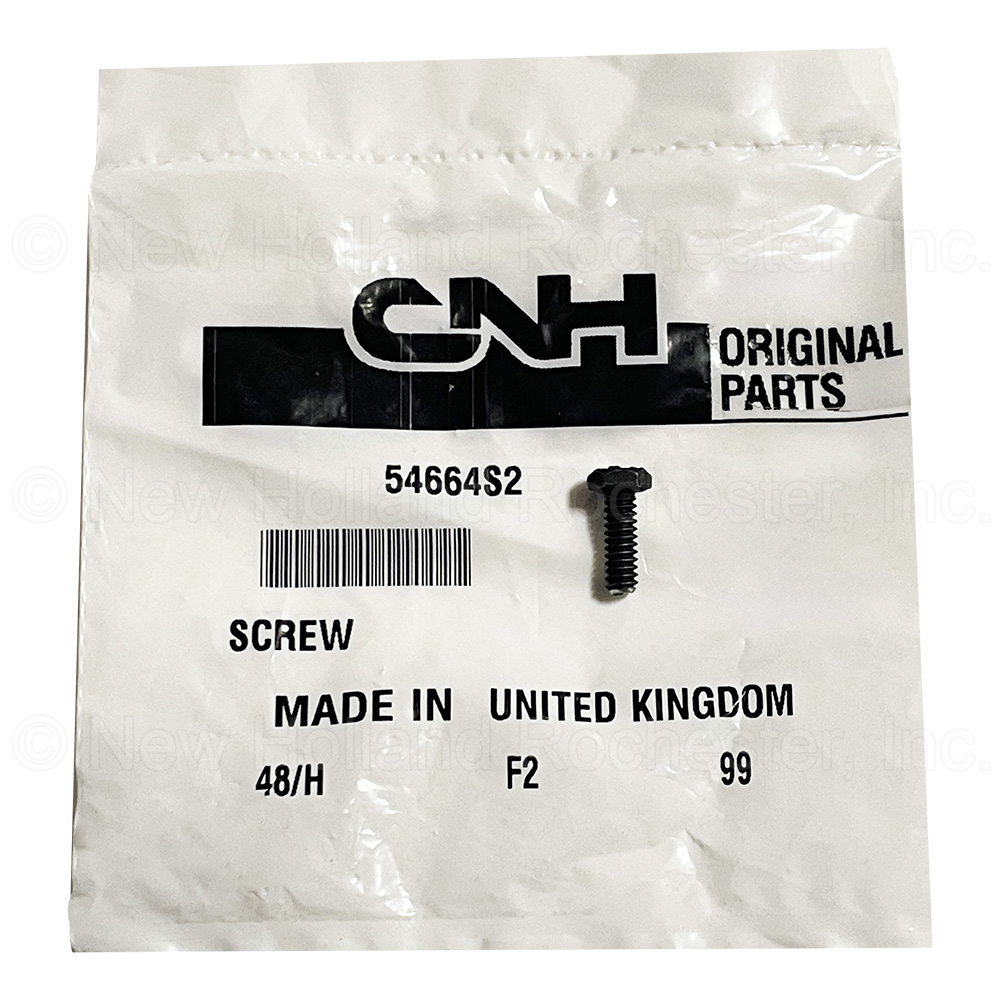 © New Holland Rochester, Inc.
CNH
ORIGINAL
PARTS
54664S2
© New Holland Rochester, Inc.
SCREW
MADE IN UNITED KINGDOM
© New Holland Rochester, Inc.
48/H F2 99